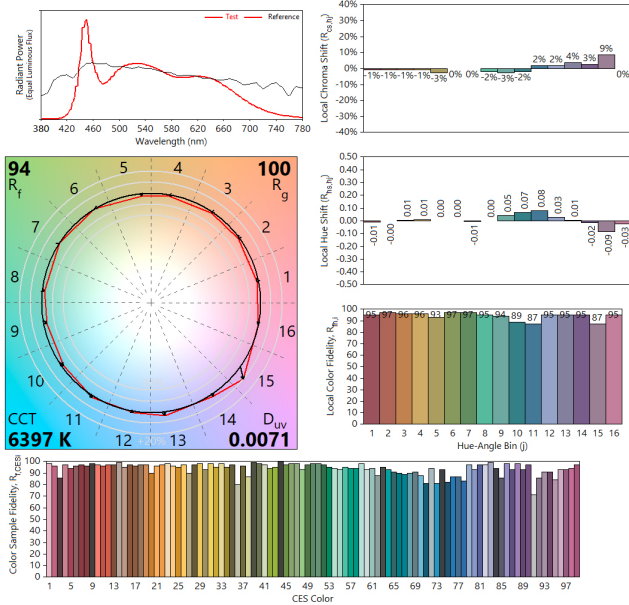 Test Reference
Radiant Power
(Equal Luminous Flux)
380 420 460 500 540 580 620 660 700 740 780
Wavelength (nm)
Local Chroma Shift (Rcs,hj)
40%
30%
20%
10%
0%
-10%
-20%
-30%
-40%
-1% -1% -1% -1% -3% 0% 0% -2% -3% -2% 2% 2% 4% 3% 9% 0%
94
Rf
100
Rg
1
2
3
4
5
6
7
8
9
10
11
12
13
14
15
16
+20%
CCT
6397 K
Duv
0.0071
Local Hue Shift (Rhs,hj)
0.50
0.40
0.30
0.20
0.10
0.00
-0.10
-0.20
-0.30
-0.40
-0.50
-0.01 0.00 0.01 0.01 0.00 0.00 -0.01 0.00 0.05 0.07 0.08 0.03 0.01 -0.02 -0.09 -0.03
Local Color Fidelity, Rfh,i
100
90
80
70
60
50
40
30
20
10
0
95 97 96 96 93 97 97 95 94 89 87 95 95 95 87 95
1 2 3 4 5 6 7 8 9 10 11 12 13 14 15 16
Hue-Angle Bin (j)
Color Sample Fidelity, Rf,CESi
100
90
80
70
60
50
40
30
20
10
0
1 5 9 13 17 21 25 29 33 37 41 45 49 53 57 61 65 69 73 77 81 85 89 93 97
CES Color